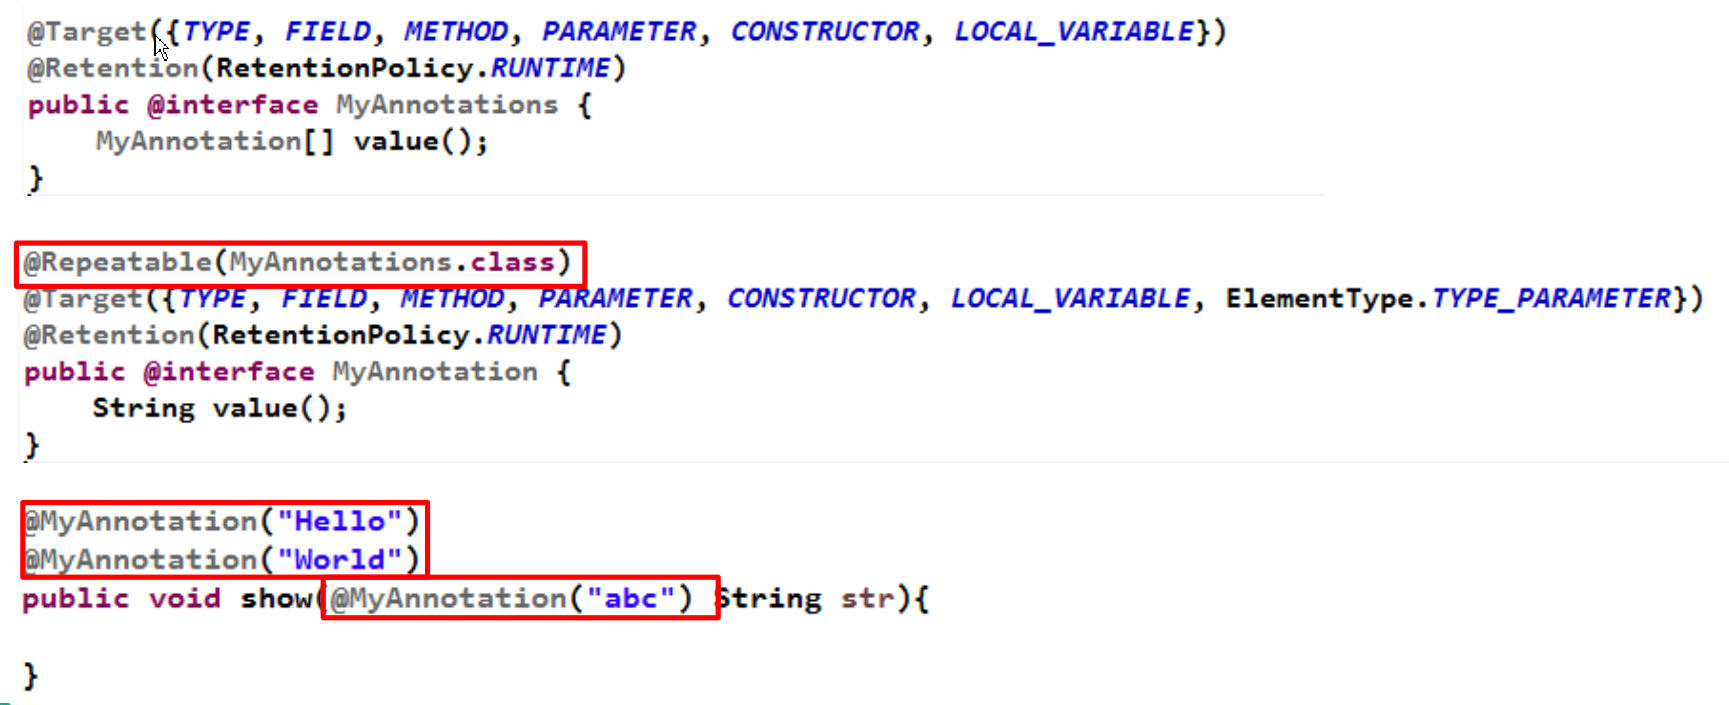 @Target({TYPE, FIELD, METHOD, PARAMETER, CONSTRUCTOR, LOCAL_VARIABLE})
@Retention(RetentionPolicy.RUNTIME)
public @interface MyAnnotations {
    MyAnnotation[] value();
}
@Repeatable(MyAnnotations.class)
@Target({TYPE, FIELD, METHOD, PARAMETER, CONSTRUCTOR, LOCAL_VARIABLE, ElementType.TYPE_PARAMETER})
@Retention(RetentionPolicy.RUNTIME)
public @interface MyAnnotation {
    String value();
}
@MyAnnotation("Hello")
@MyAnnotation("World")
public void show(@MyAnnotation("abc") String str){
}